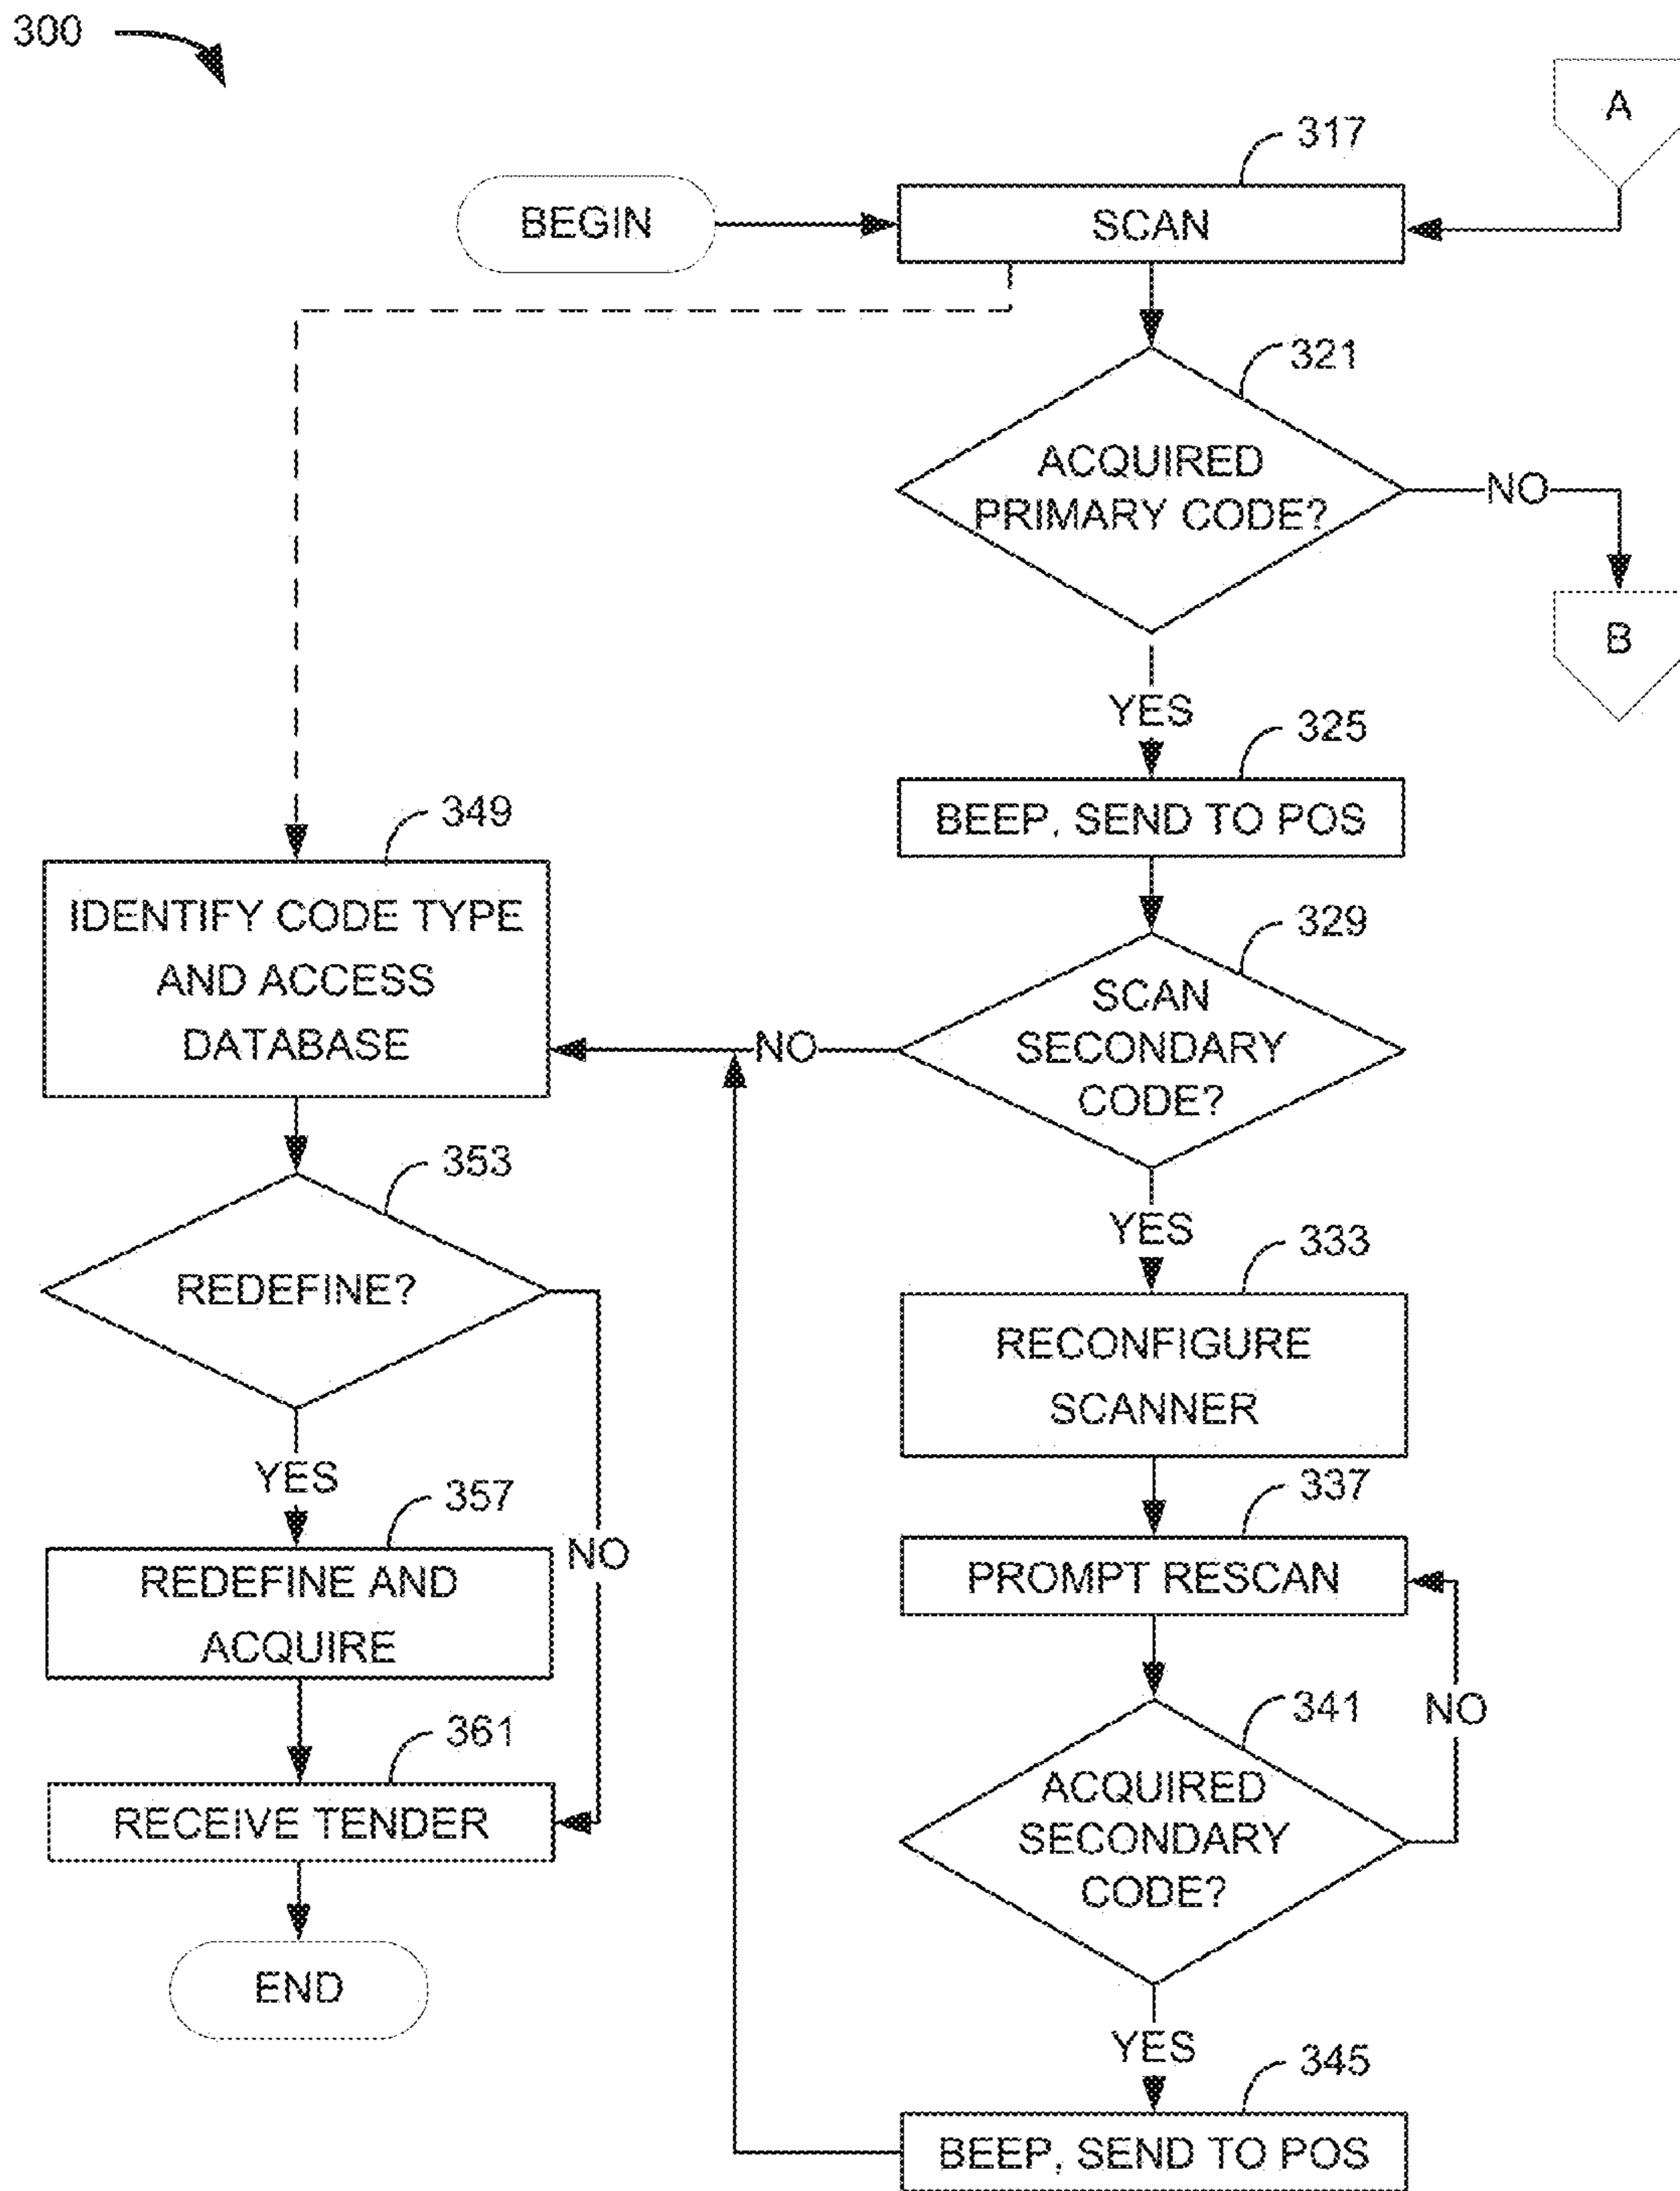 300
A
317
BEGIN
SCAN
321
ACQUIRED
PRIMARY CODE?
NO
B
YES
325
BEEP, SEND TO POS
329
SCAN
SECONDARY
CODE?
NO
YES
333
RECONFIGURE
SCANNER
337
PROMPT RESCAN
341
NO
ACQUIRED
SECONDARY
CODE?
YES
345
BEEP, SEND TO POS
349
IDENTIFY CODE TYPE
AND ACCESS
DATABASE
353
REDEFINE?
YES
NO
357
REDEFINE AND
ACQUIRE
361
RECEIVE TENDER
END